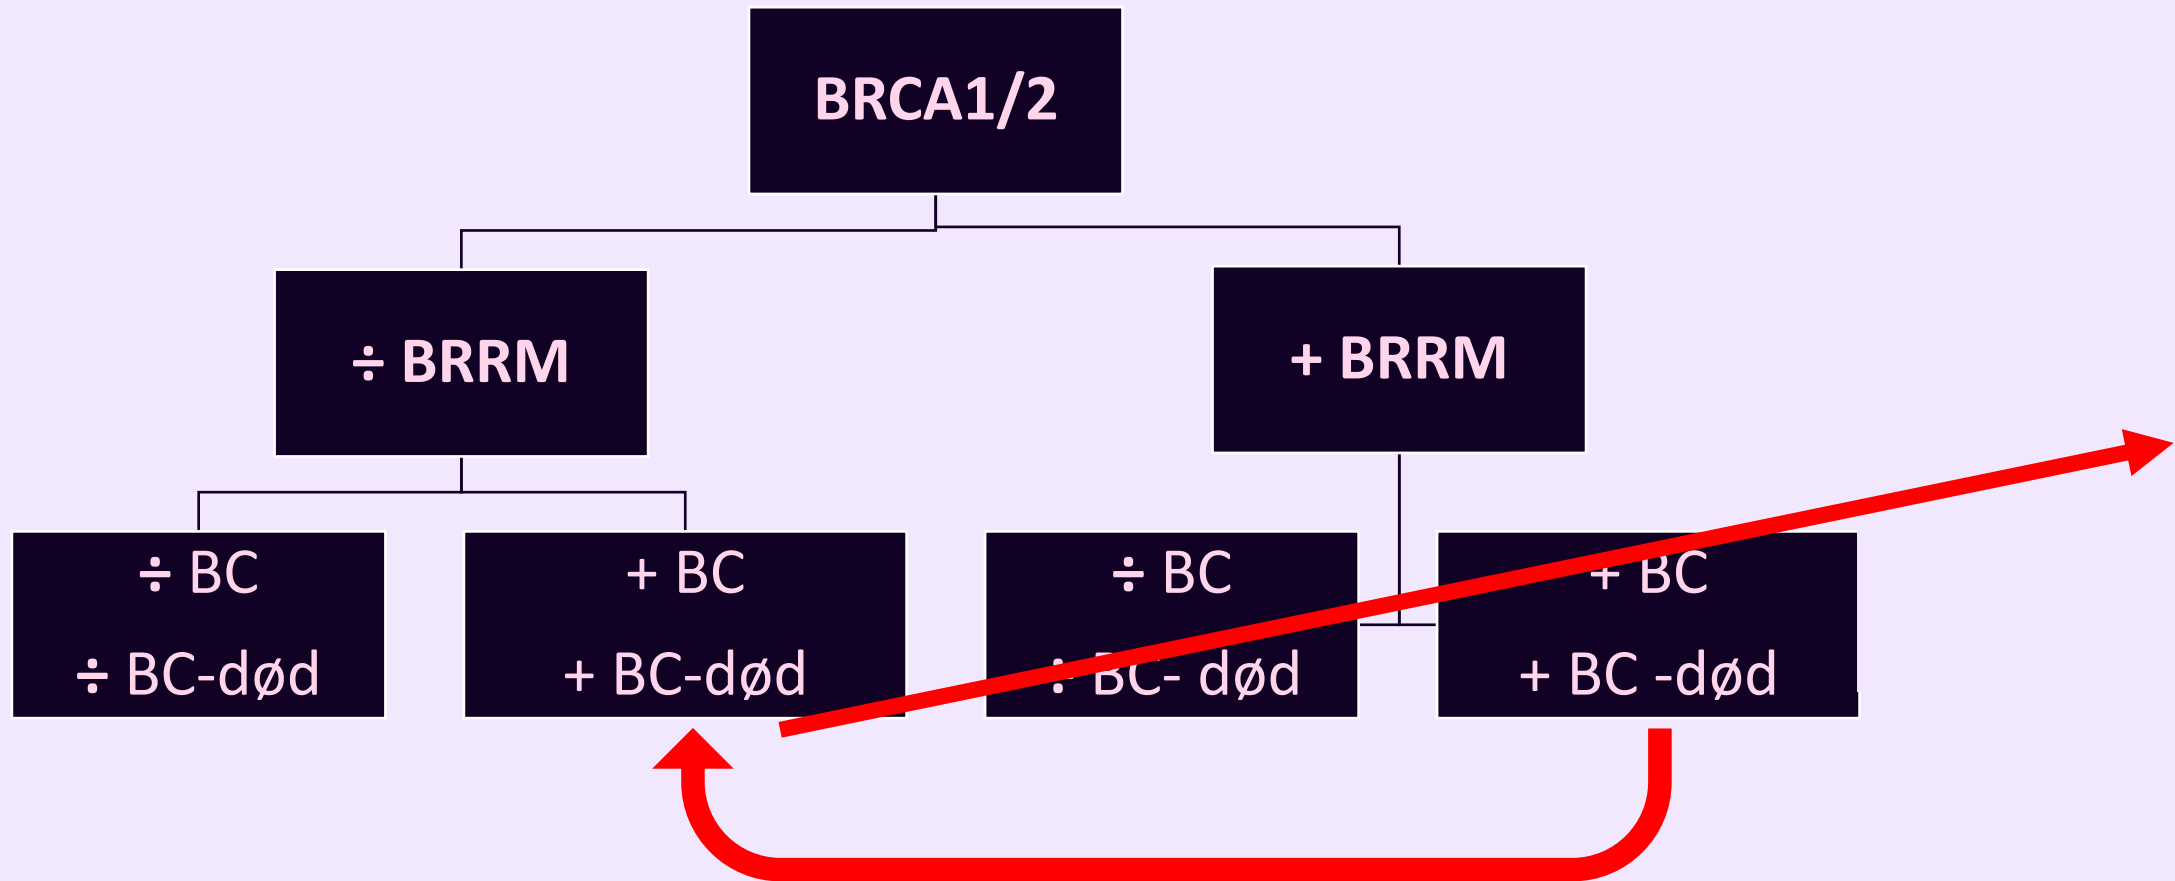 BRCA1/2
÷ BRRM
+ BRRM
÷ BC
÷ BC-død
+ BC
+ BC-død
÷ BC
÷ BC- død
+ BC
+ BC -død